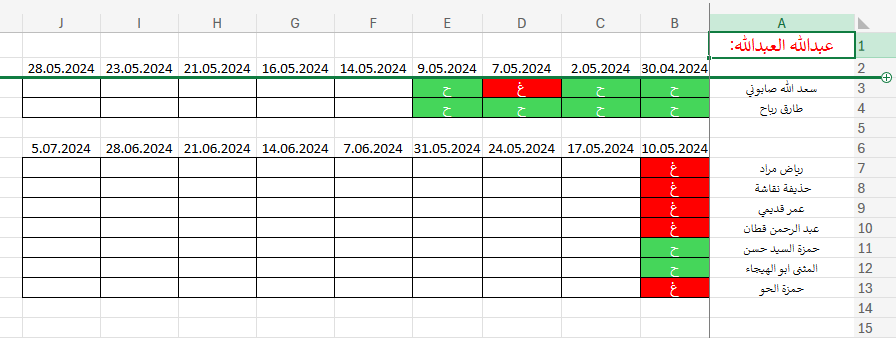 A B C D E F G H I J
1 عبدالله العبدالله:
2 30.04.2024 2.05.2024 7.05.2024 9.05.2024 14.05.2024 16.05.2024 21.05.2024 23.05.2024 28.05.2024
3 سعد الله صابوني ح ح غ ح
4 طارق رباح ح ح ح ح
5
6 10.05.2024 17.05.2024 24.05.2024 31.05.2024 7.06.2024 14.06.2024 21.06.2024 28.06.2024 5.07.2024
7 رياض مراد غ
8 حذيفة نقاشة غ
9 عمر قديمي غ
10 عبد الرحمن قطان غ
11 حمزة السيد حسن ح
12 المثنى ابو الهيجاء ح
13 حمزة الحو غ
14
15